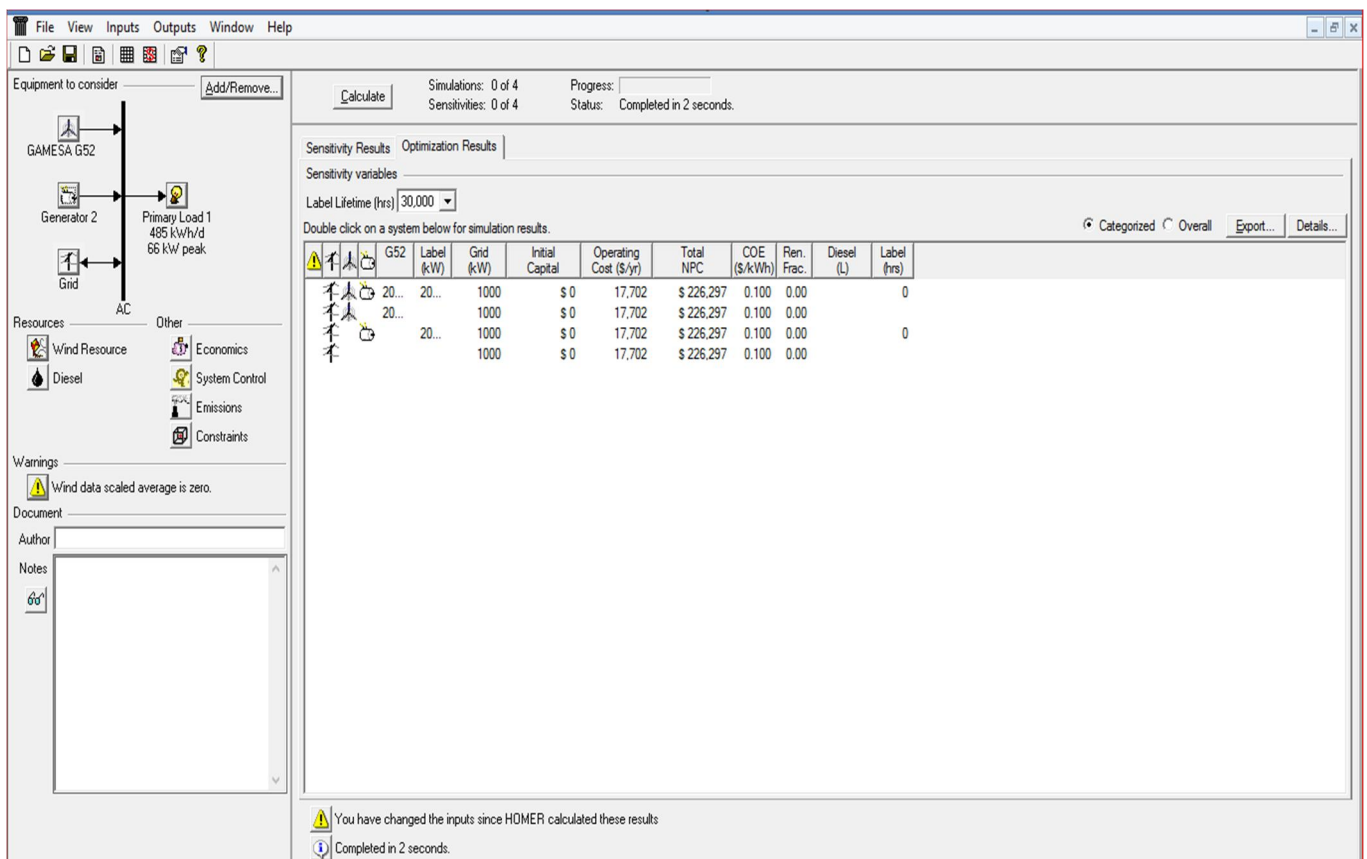 File View Inputs Outputs Window Help
Equipment to consider Add/Remove...
GAMESA G52
Generator 2
Primary Load 1
485 kWh/d
66 kW peak
Grid
AC
Resources Other
Wind Resource Economics
Diesel System Control
Emissions
Constraints
Warnings
Wind data scaled average is zero.
Document
Author
Notes
Calculate Simulations: 0 of 4 Progress:
Sensitivities: 0 of 4 Status: Completed in 2 seconds.
Sensitivity Results Optimization Results
Sensitivity variables
Label Lifetime (hrs) 30,000
Double click on a system below for simulation results. Categorized Overall Export... Details...
G52 Label Grid Initial Operating Total COE Ren. Diesel Label
(kW) (kW) Capital Cost ($/yr) NPC ($/kWh) Frac. (L) (hrs)
20... 20... 1000 $ 0 17,702 $ 226,297 0.100 0.00 0
20... 1000 $ 0 17,702 $ 226,297 0.100 0.00
20... 1000 $ 0 17,702 $ 226,297 0.100 0.00 0
1000 $ 0 17,702 $ 226,297 0.100 0.00
You have changed the inputs since HOMER calculated these results
Completed in 2 seconds.